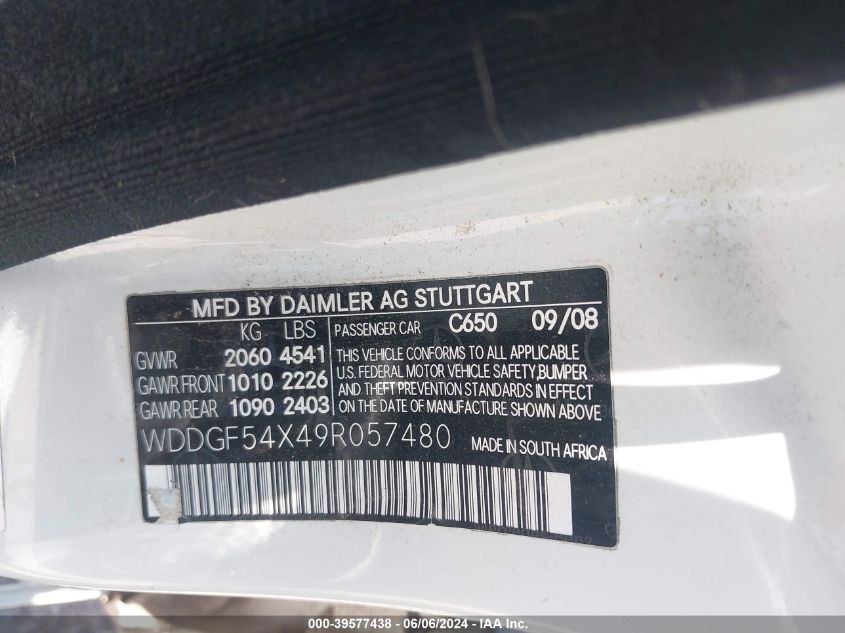 MFD BY DAIMLER AG STUTTGART
KG LBS PASSENGER CAR C650 09/08
GVWR 2060 4541 THIS VEHICLE CONFORMS TO ALL APPLICABLE
U.S. FEDERAL MOTOR VEHICLE SAFETY, BUMPER
GAWR FRONT 1010 2226 AND THEFT PREVENTION STANDARDS IN EFFECT
GAWR REAR 1090 2403 ON THE DATE OF MANUFACTURE SHOWN ABOVE
WDDGF54X49R057480 MADE IN SOUTH AFRICA
000-39577438 - 06/06/2024 - IAA Inc.